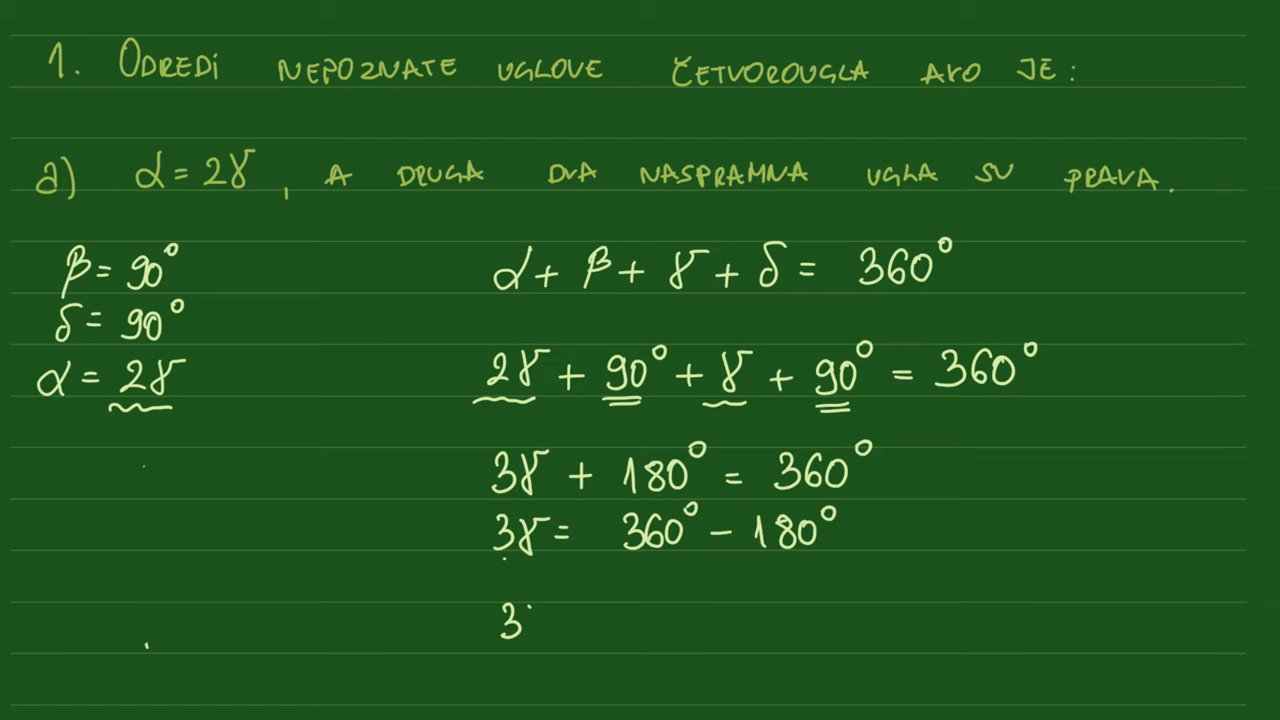 1. ODREDI NEPOZNATE UGLOVE ČETVOROUGLA AKO JE:
a) α = 2γ, A DRUGA DVA NASPRAMNA UGLA SU PRAVA.
β = 90°
δ = 90°
α = 2γ
α + β + γ + δ = 360°
2γ + 90° + γ + 90° = 360°
3γ + 180° = 360°
3γ = 360° - 180°
3